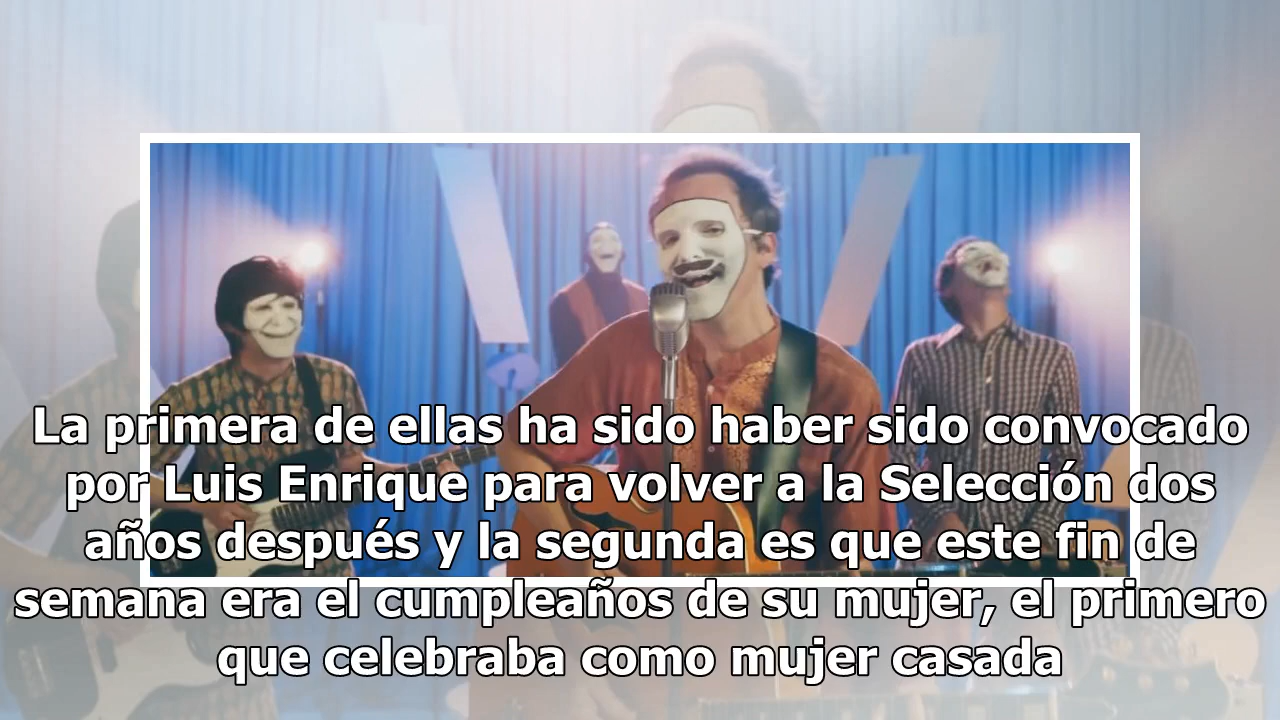 La primera de ellas ha sido haber sido convocado
por Luis Enrique para volver a la Selección dos
años después y la segunda es que este fin de
semana era el cumpleaños de su mujer, el primero
que celebraba como mujer casada